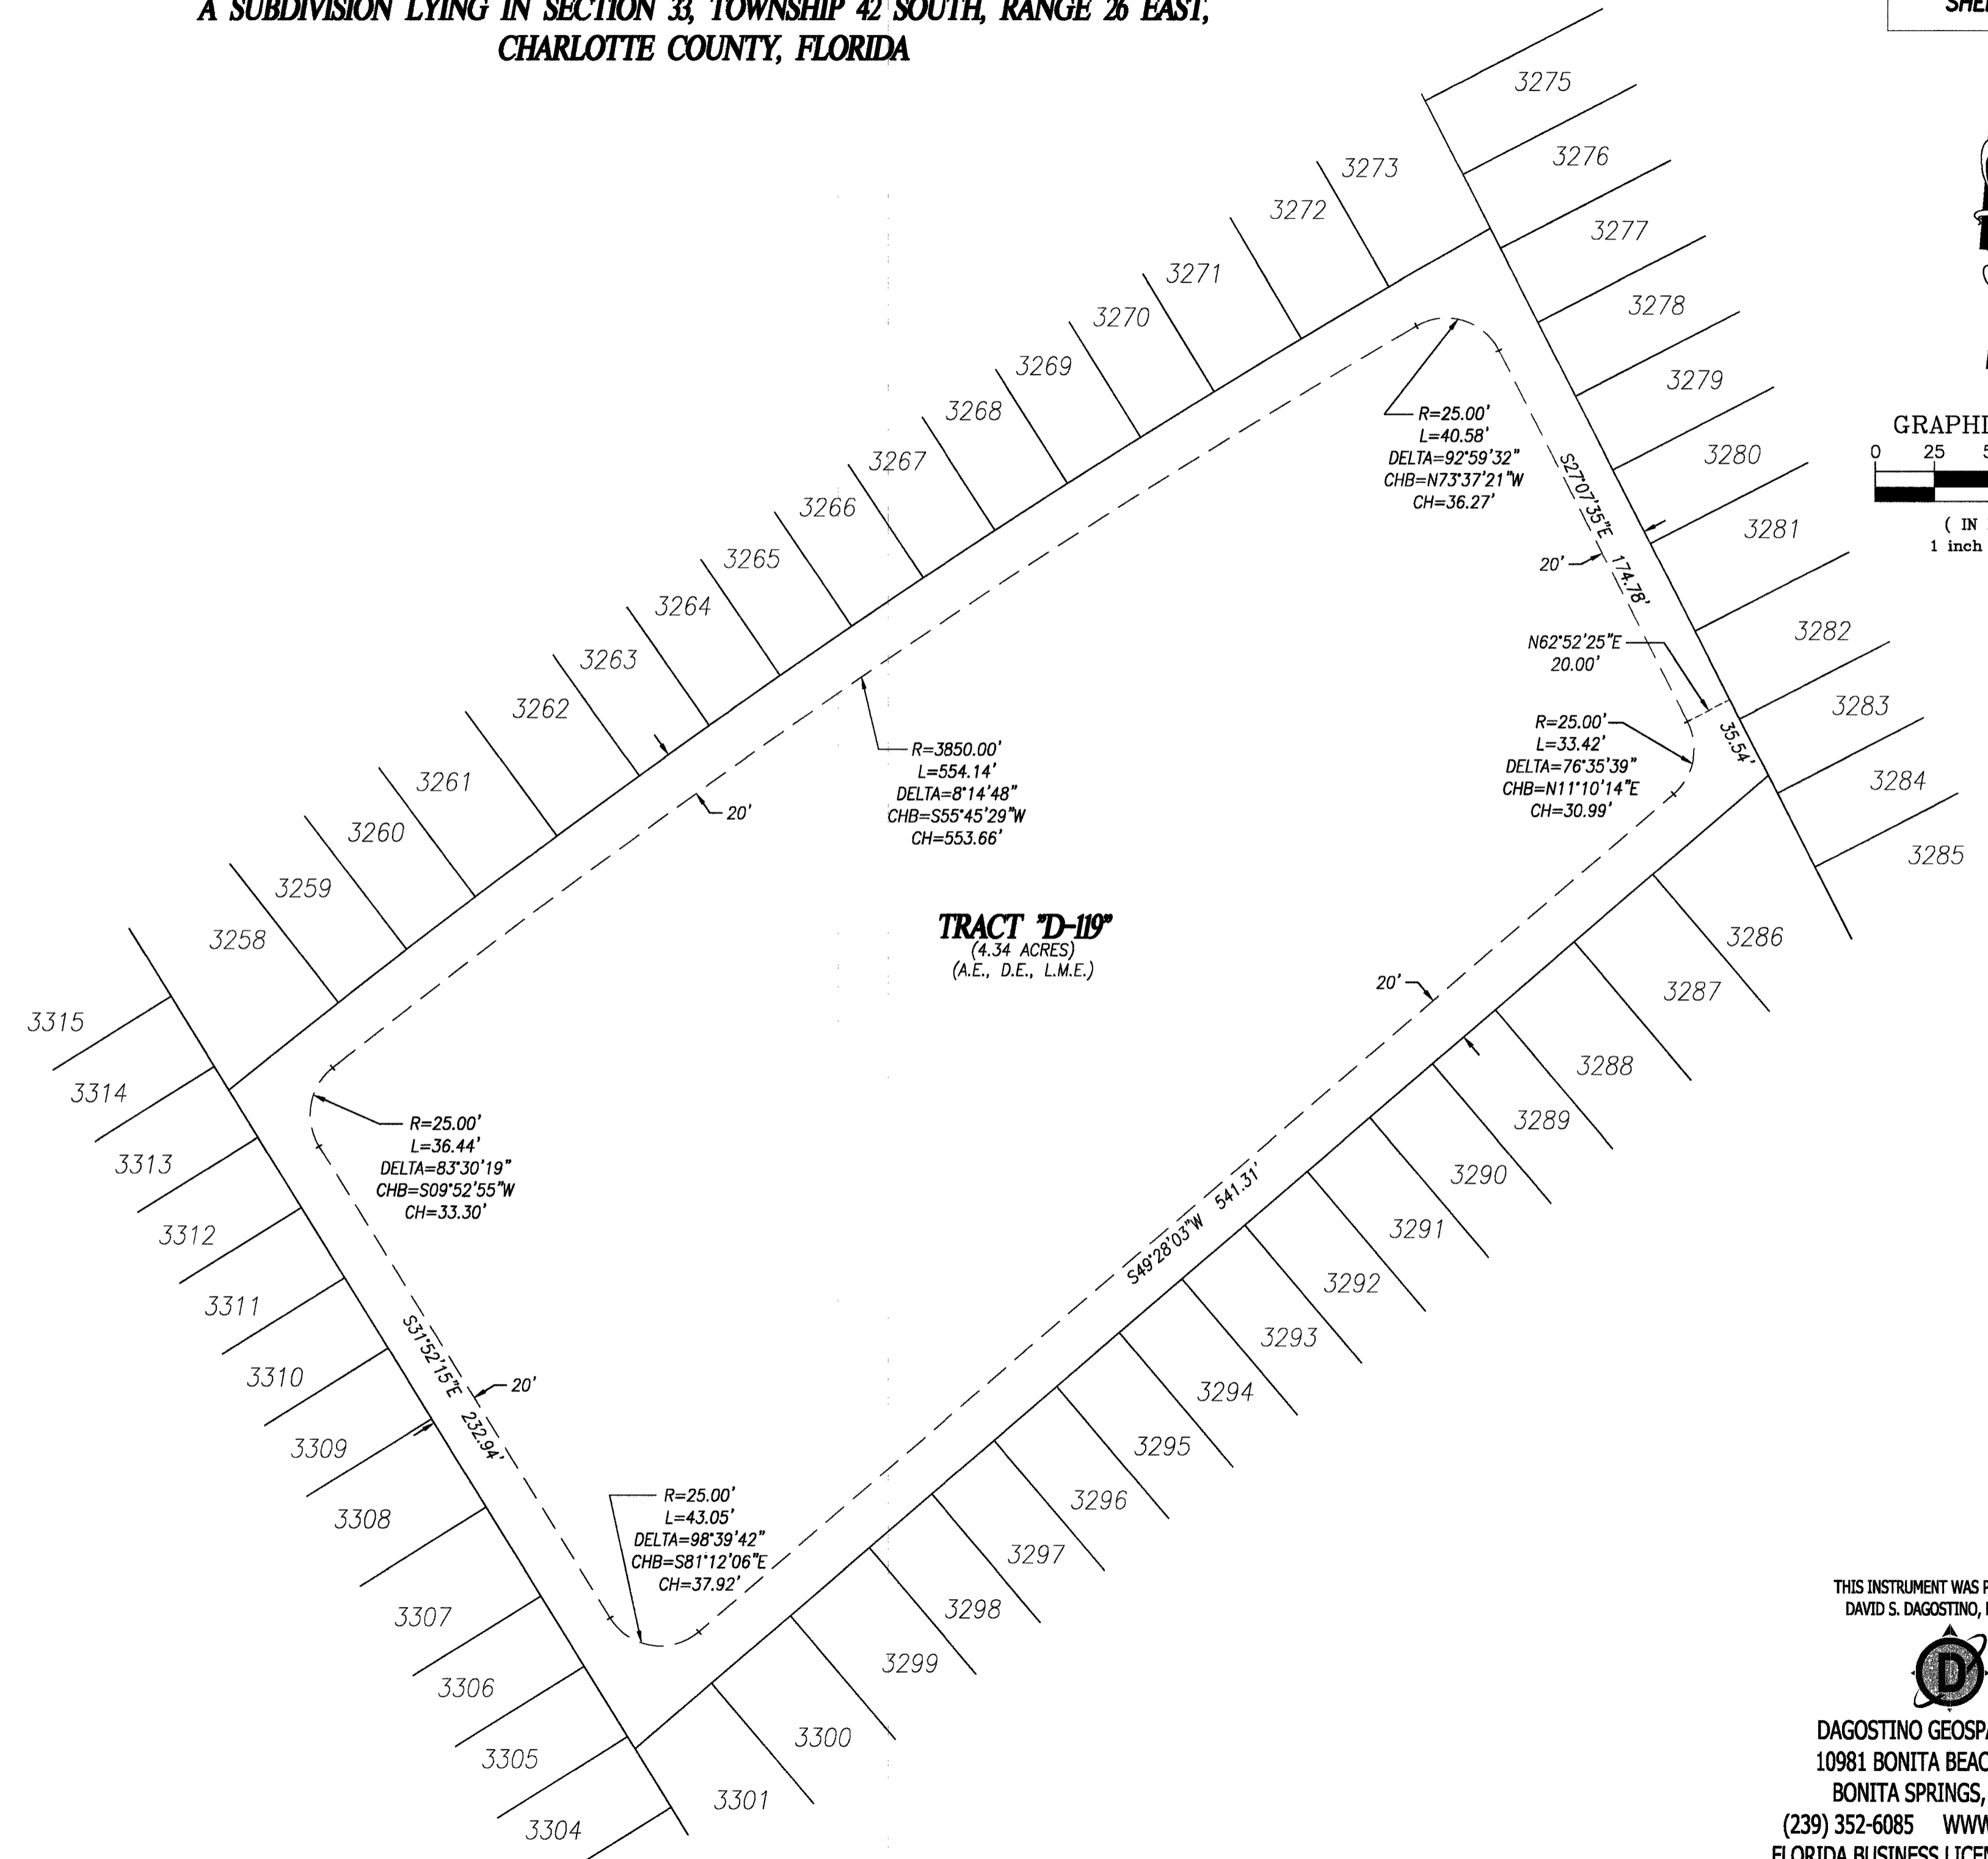 A SUBDIVISION LYING IN SECTION 33, TOWNSHIP 42 SOUTH, RANGE 26 EAST,
CHARLOTTE COUNTY, FLORIDA
3275
3276
3277
3278
3279
3280
3281
3282
3283
3284
3285
3273
3272
3271
3270
3269
3268
3267
3266
3265
3264
3263
3262
3261
3260
3259
3258
GRAPHI
0 25
( IN
1 inch
R=25.00'
L=40.58'
DELTA=92°59'32"
CHB=N73°37'21"W
CH=36.27'
S27°07'35"E 174.78'
20'
N62°52'25"E
20.00'
R=25.00'
L=33.42'
DELTA=76°35'39"
CHB=N11°10'14"E
CH=30.99'
35.54'
R=3850.00'
L=554.14'
DELTA=8°14'48"
CHB=S55°45'29"W
CH=553.66'
20'
TRACT "D-119"
(4.34 ACRES)
(A.E., D.E., L.M.E.)
20'
S49°28'03"W 541.31'
3286
3287
3288
3289
3290
3291
3292
3293
3294
3295
3296
3297
3298
3299
3300
3301
3315
3314
3313
3312
3311
3310
3309
3308
3307
3306
3305
3304
R=25.00'
L=36.44'
DELTA=83°30'19"
CHB=S09°52'55"W
CH=33.30'
S31°52'15"E 232.94'
20'
R=25.00'
L=43.05'
DELTA=98°39'42"
CHB=S81°12'06"E
CH=37.92'
THIS INSTRUMENT WAS
DAVID S. DAGOSTINO,
D
DAGOSTINO GEOSP
10981 BONITA BEAC
BONITA SPRINGS,
(239) 352-6085 WWW
FLORIDA BUSINESS LICEN